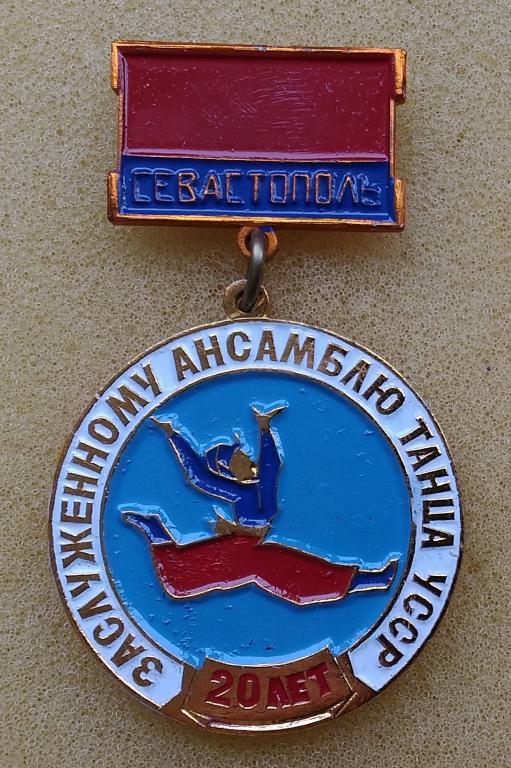 СЕВАСТОПОЛЬ
ЗАСЛУЖЕННОМУ АНСАМБЛЮ ТАНЦА УССР
20 ЛЕТ